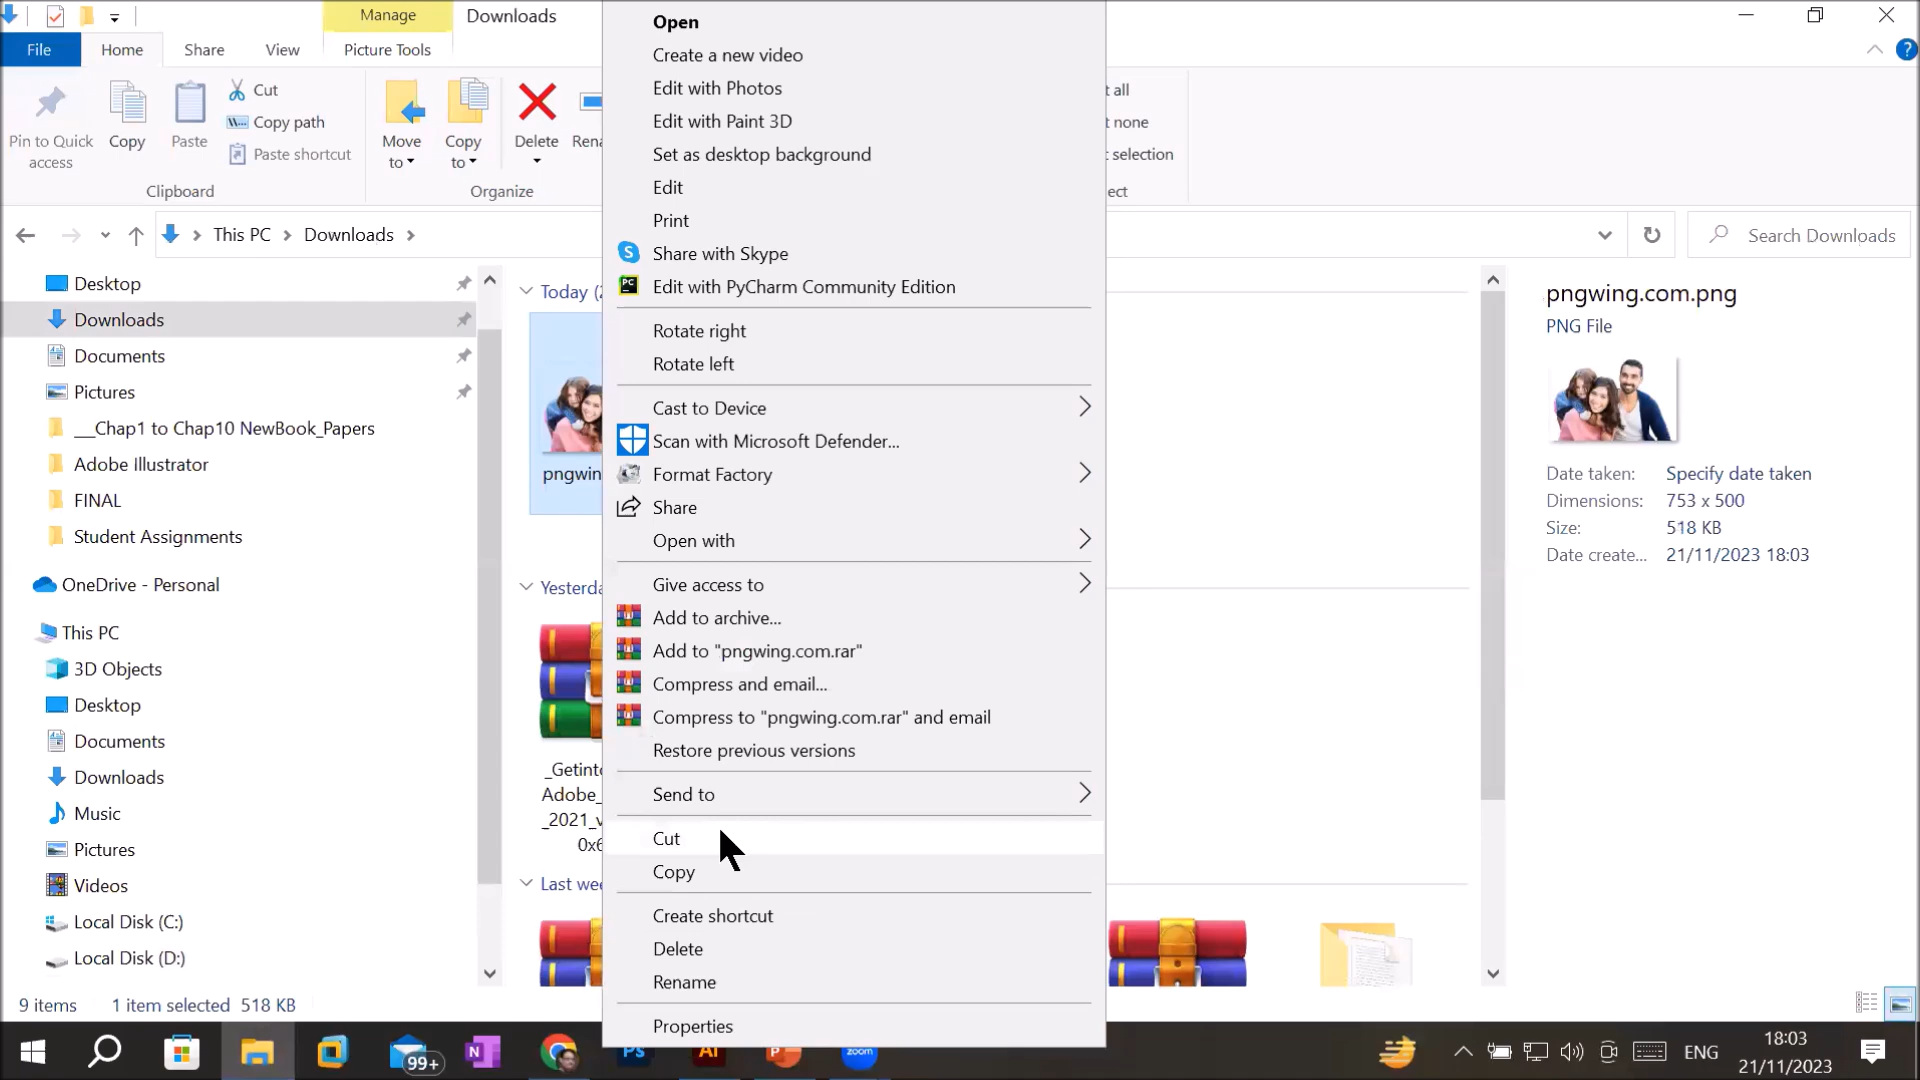 Manage
Downloads
File
Home
Share
View
Picture Tools
Pin to Quick access
Copy
Paste
Cut
Copy path
Paste shortcut
Clipboard
Move to
Copy to
Delete
Organize
t all
t none
t selection
ect
This PC
Downloads
Search Downloads
Desktop
Downloads
Documents
Pictures
___Chap1 to Chap10 NewBook_Papers
Adobe Illustrator
FINAL
Student Assignments
OneDrive - Personal
This PC
3D Objects
Desktop
Documents
Downloads
Music
Pictures
Videos
Local Disk (C:)
Local Disk (D:)
Today (2
pngwin
Yesterda
_Getinto
Adobe_
_2021_v
0x6
Last wee
Open
Create a new video
Edit with Photos
Edit with Paint 3D
Set as desktop background
Edit
Print
Share with Skype
Edit with PyCharm Community Edition
Rotate right
Rotate left
Cast to Device
Scan with Microsoft Defender...
Format Factory
Share
Open with
Give access to
Add to archive...
Add to "pngwing.com.rar"
Compress and email...
Compress to "pngwing.com.rar" and email
Restore previous versions
Send to
Cut
Copy
Create shortcut
Delete
Rename
Properties
pngwing.com.png
PNG File
Date taken: Specify date taken
Dimensions: 753 x 500
Size: 518 KB
Date create... 21/11/2023 18:03
9 items 1 item selected 518 KB
99+
Ps
Ai
zoom
ENG
18:03
21/11/2023